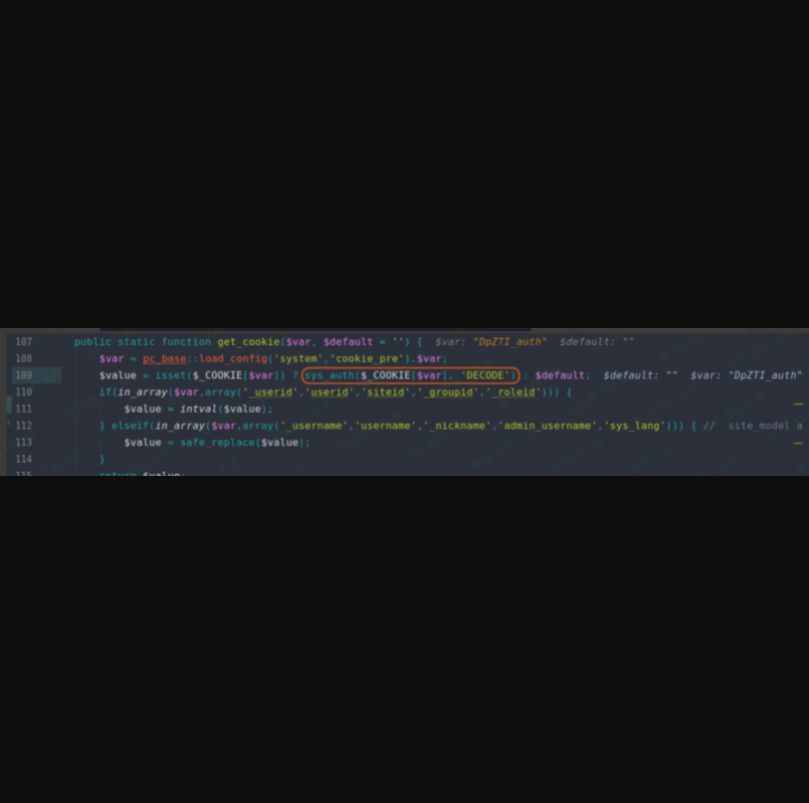 107 public static function get_cookie($var, $default = '') { $var: "DpZTI_auth" $default: ""
108 $var = pc_base::load_config('system','cookie_pre').$var;
109 $value = isset($_COOKIE[$var]) ? sys_auth($_COOKIE[$var], 'DECODE') : $default; $default: "" $var: "DpZTI_auth"
110 if(in_array($var,array('_userid','userid','siteid','_groupid','_roleid'))) {
111 $value = intval($value);
112 } elseif(in_array($var,array('_username','username','_nickname','admin_username','sys_lang'))) { // site_model a
113 $value = safe_replace($value);
114 }
115 return $value;